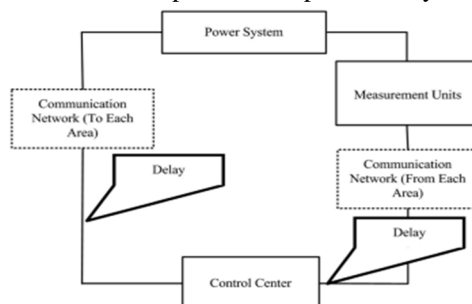 Power System
Communication
Network (To Each
Area)
Measurement Units
Delay
Communication
Network (From Each
Area)
Delay
Control Center